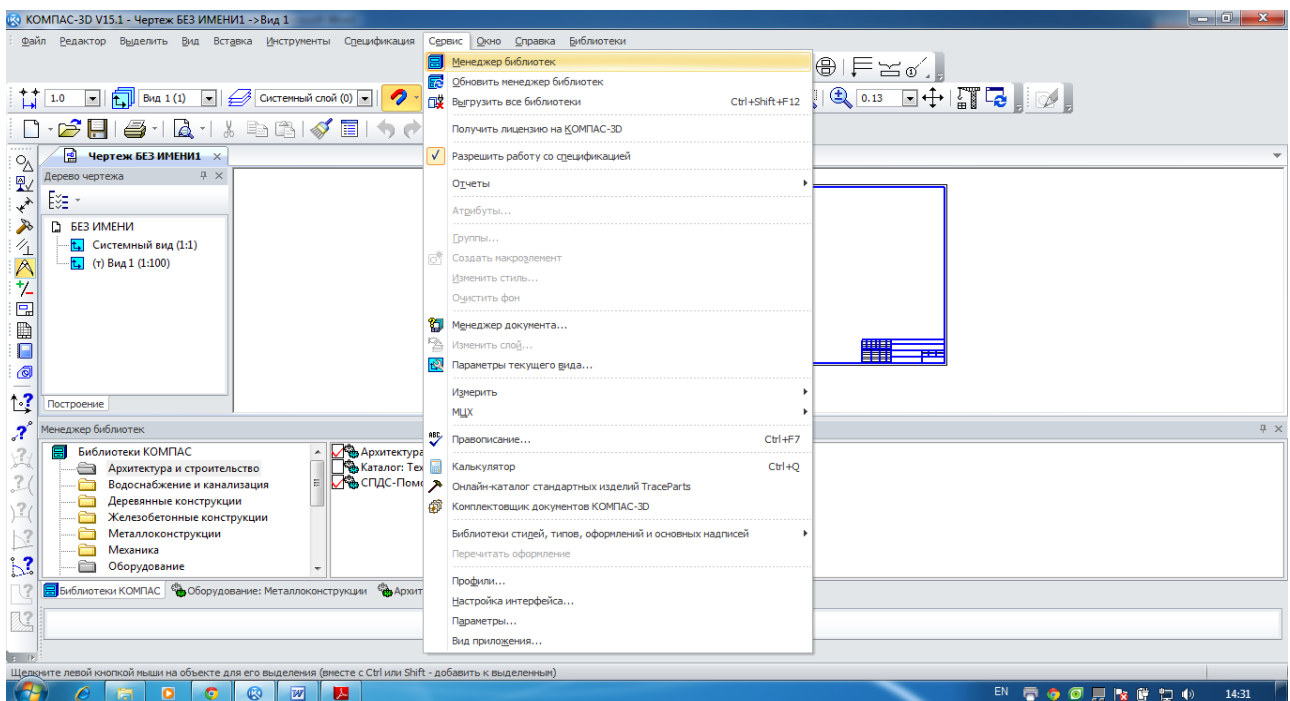 КОМПАС-3D V15.1 - Чертеж БЕЗ ИМЕНИ1 ->Вид 1
Файл Редактор Выделить Вид Вставка Инструменты Спецификация Сервис Окно Справка Библиотеки
Менеджер библиотек
Обновить менеджер библиотек
1.0 Вид 1 (1) Системный слой (0) 0.13
Выгрузить все библиотеки Ctrl+Shift+F12
Получить лицензию на КОМПАС-3D
Чертеж БЕЗ ИМЕНИ1
Разрешить работу со спецификацией
Дерево чертежа
Отчеты
Атрибуты...
БЕЗ ИМЕНИ
Группы...
Системный вид (1:1)
Создать макроэлемент
(т) Вид 1 (1:100)
Изменить стиль...
Очистить фон
Менеджер документа...
Изменить слой...
Параметры текущего вида...
Измерить
Построение
МЦХ
Менеджер библиотек
Правописание... Ctrl+F7
Библиотеки КОМПАС
Архитектура
Архитектура и строительство
Каталог: Тех
Калькулятор Ctrl+Q
Водоснабжение и канализация
СПДС-Помо
Онлайн-каталог стандартных изделий TraceParts
Деревянные конструкции
Комплектовщик документов КОМПАС-3D
Железобетонные конструкции
Металлоконструкции
Библиотеки стилей, типов, оформлений и основных надписей
Механика
Перечитать оформление
Оборудование
Профили...
Библиотеки КОМПАС Оборудование: Металлоконструкции Архит
Настройка интерфейса...
Параметры...
Вид приложения...
Щелкните левой кнопкой мыши на объекте для его выделения (вместе с Ctrl или Shift - добавить к выделенным)
EN 14:31